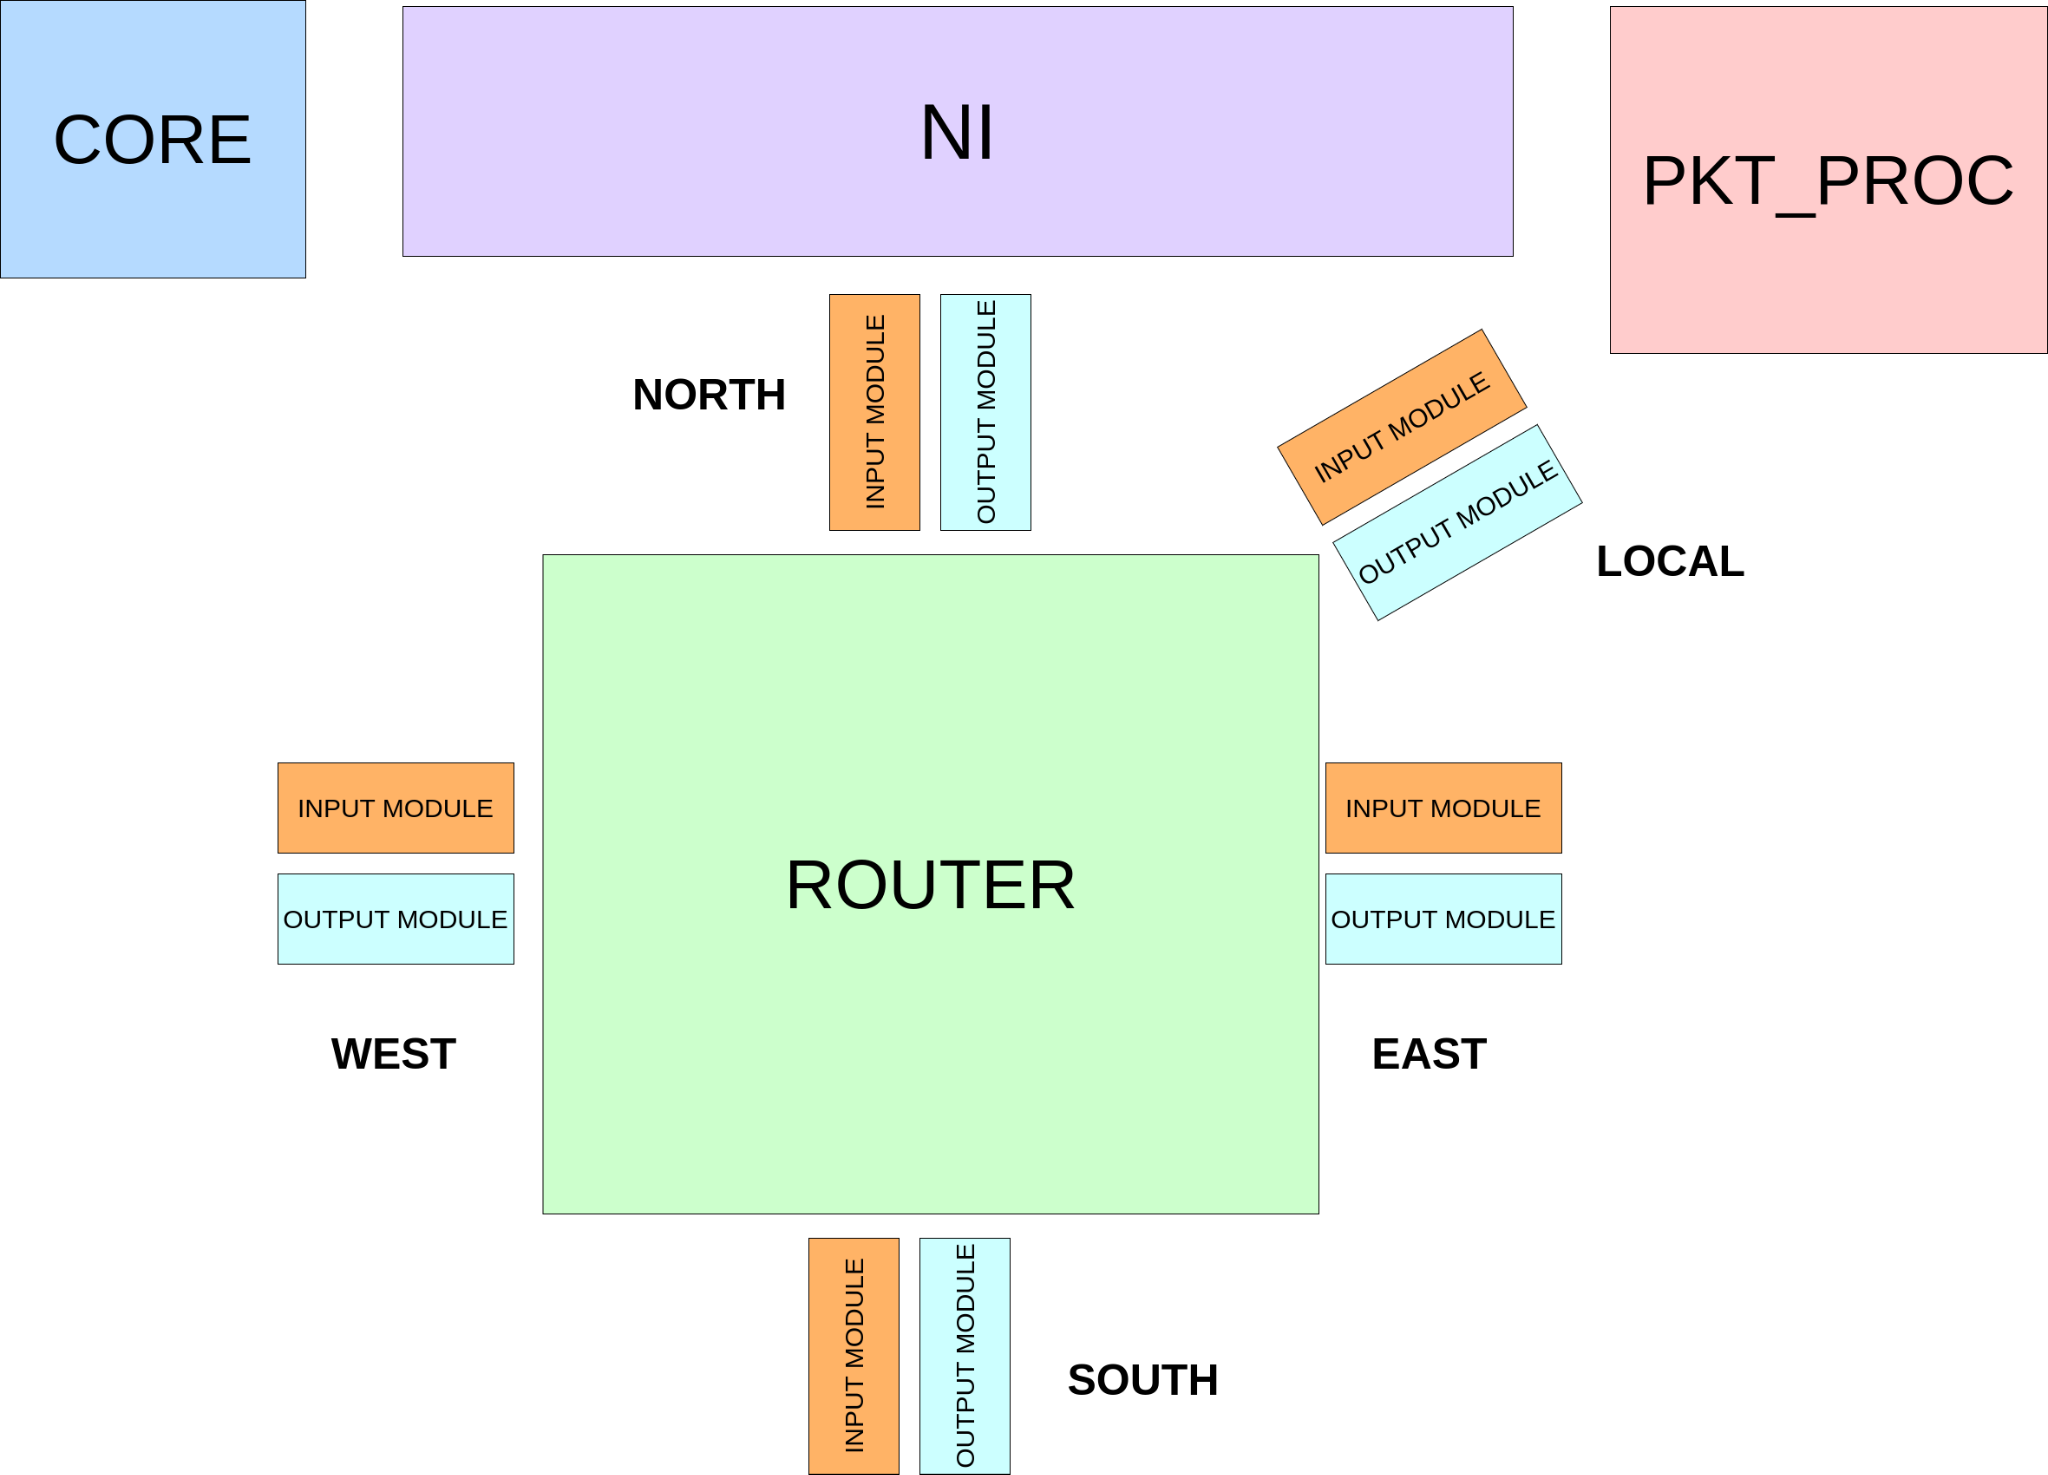 CORE
NI
PKT_PROC
NORTH
INPUT MODULE
OUTPUT MODULE
INPUT MODULE
OUTPUT MODULE
LOCAL
INPUT MODULE
OUTPUT MODULE
WEST
ROUTER
INPUT MODULE
OUTPUT MODULE
EAST
INPUT MODULE
OUTPUT MODULE
SOUTH